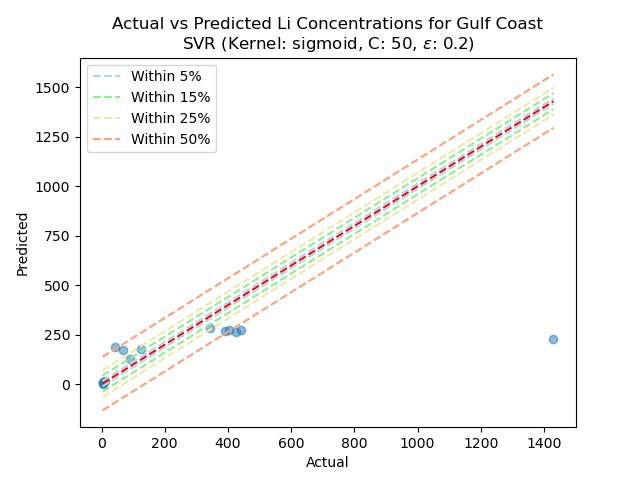 Actual vs Predicted Li Concentrations for Gulf Coast
SVR (Kernel: sigmoid, C: 50, ε: 0.2)
Within 5%
Within 15%
Within 25%
Within 50%
Predicted
1500
1250
1000
750
500
250
0
0 200 400 600 800 1000 1200 1400
Actual